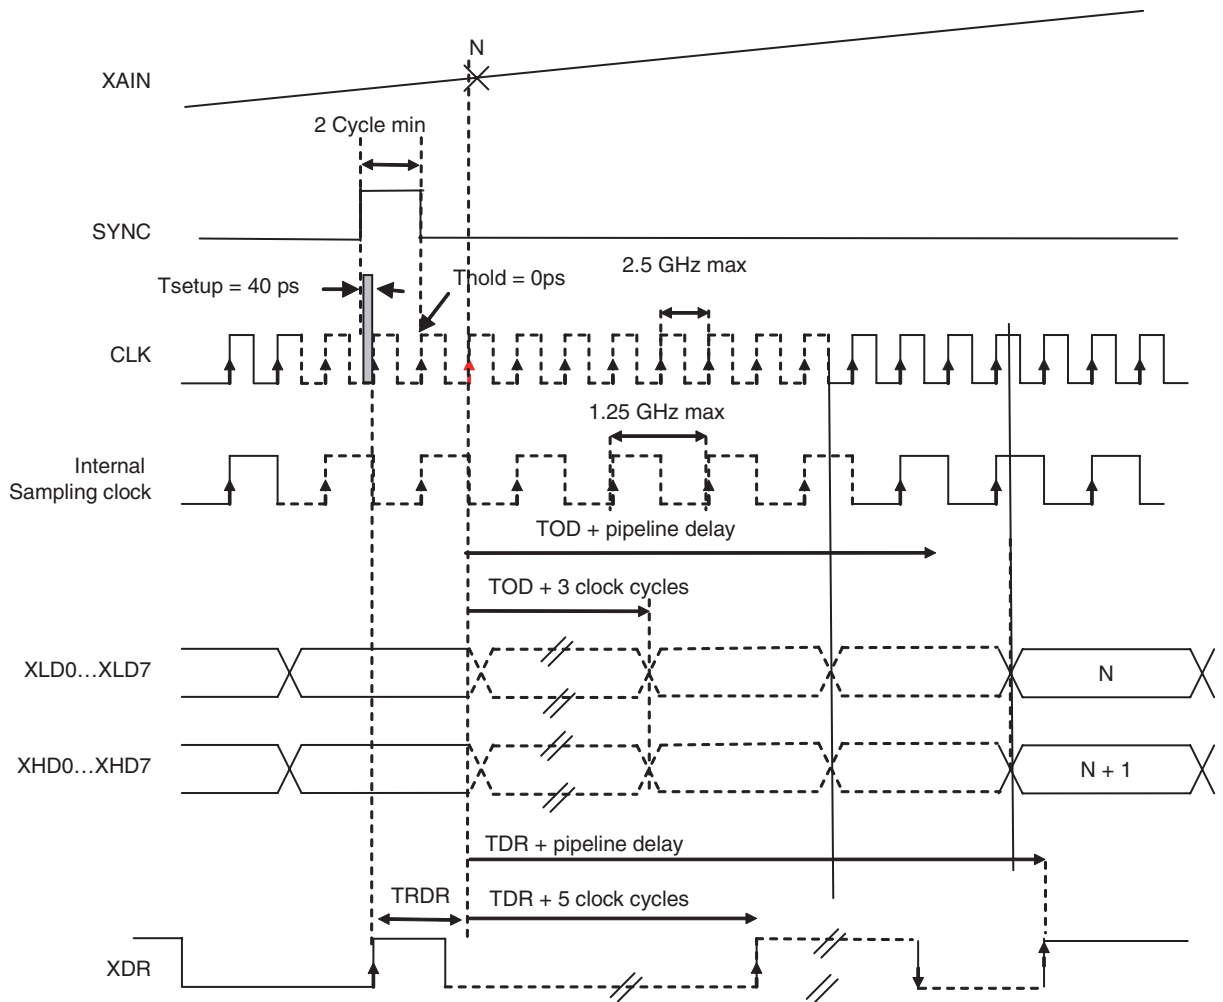 N
XAIN
2 Cycle min
SYNC
2.5 GHz max
Tsetup = 40 ps
Thold = 0ps
CLK
1.25 GHz max
Internal
Sampling clock
TOD + pipeline delay
TOD + 3 clock cycles
XLD0…XLD7
N
XHD0…XHD7
N + 1
TDR + pipeline delay
TRDR
TDR + 5 clock cycles
XDR